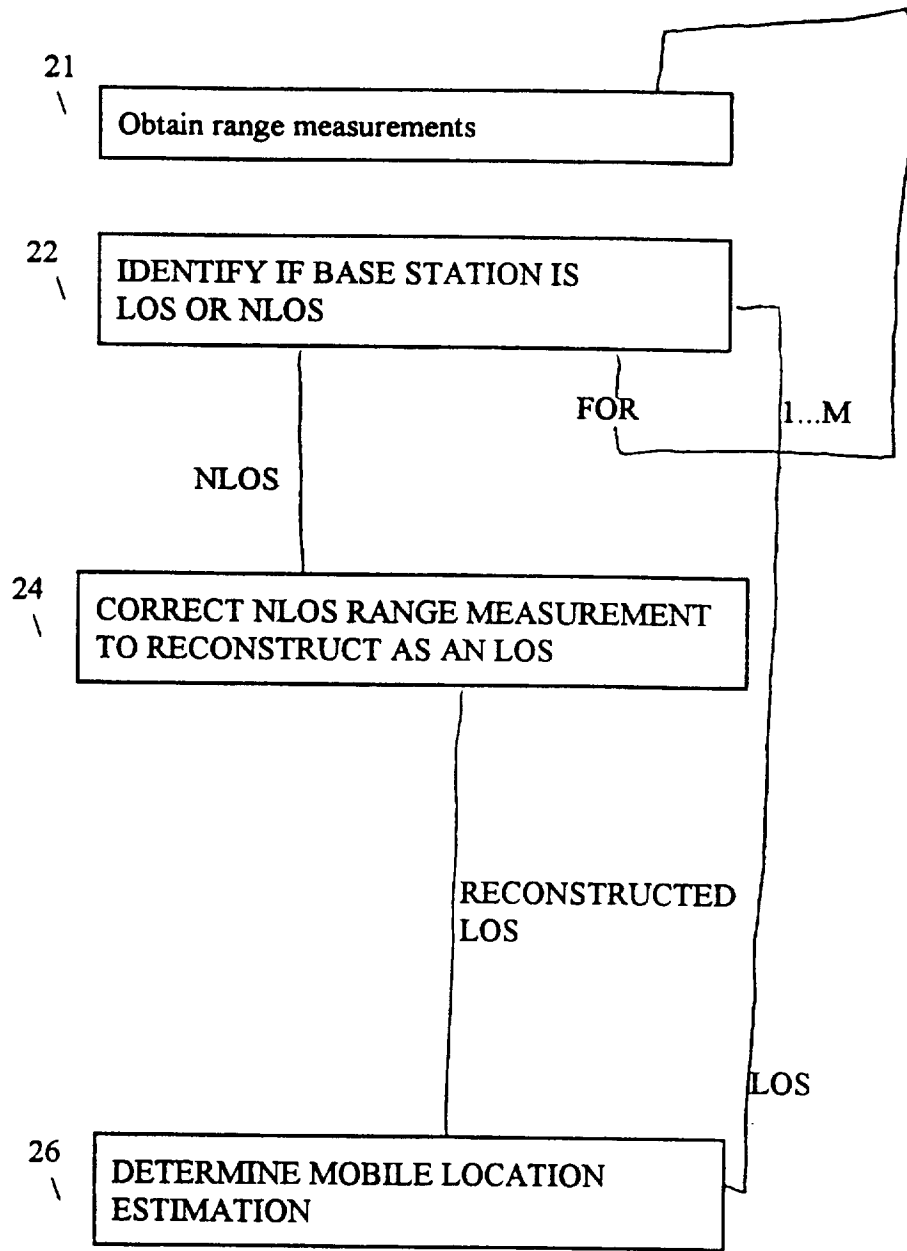 21
Obtain range measurements
22
IDENTIFY IF BASE STATION IS
LOS OR NLOS
FOR 1...M
NLOS
24
CORRECT NLOS RANGE MEASUREMENT
TO RECONSTRUCT AS AN LOS
RECONSTRUCTED
LOS
LOS
26
DETERMINE MOBILE LOCATION
ESTIMATION